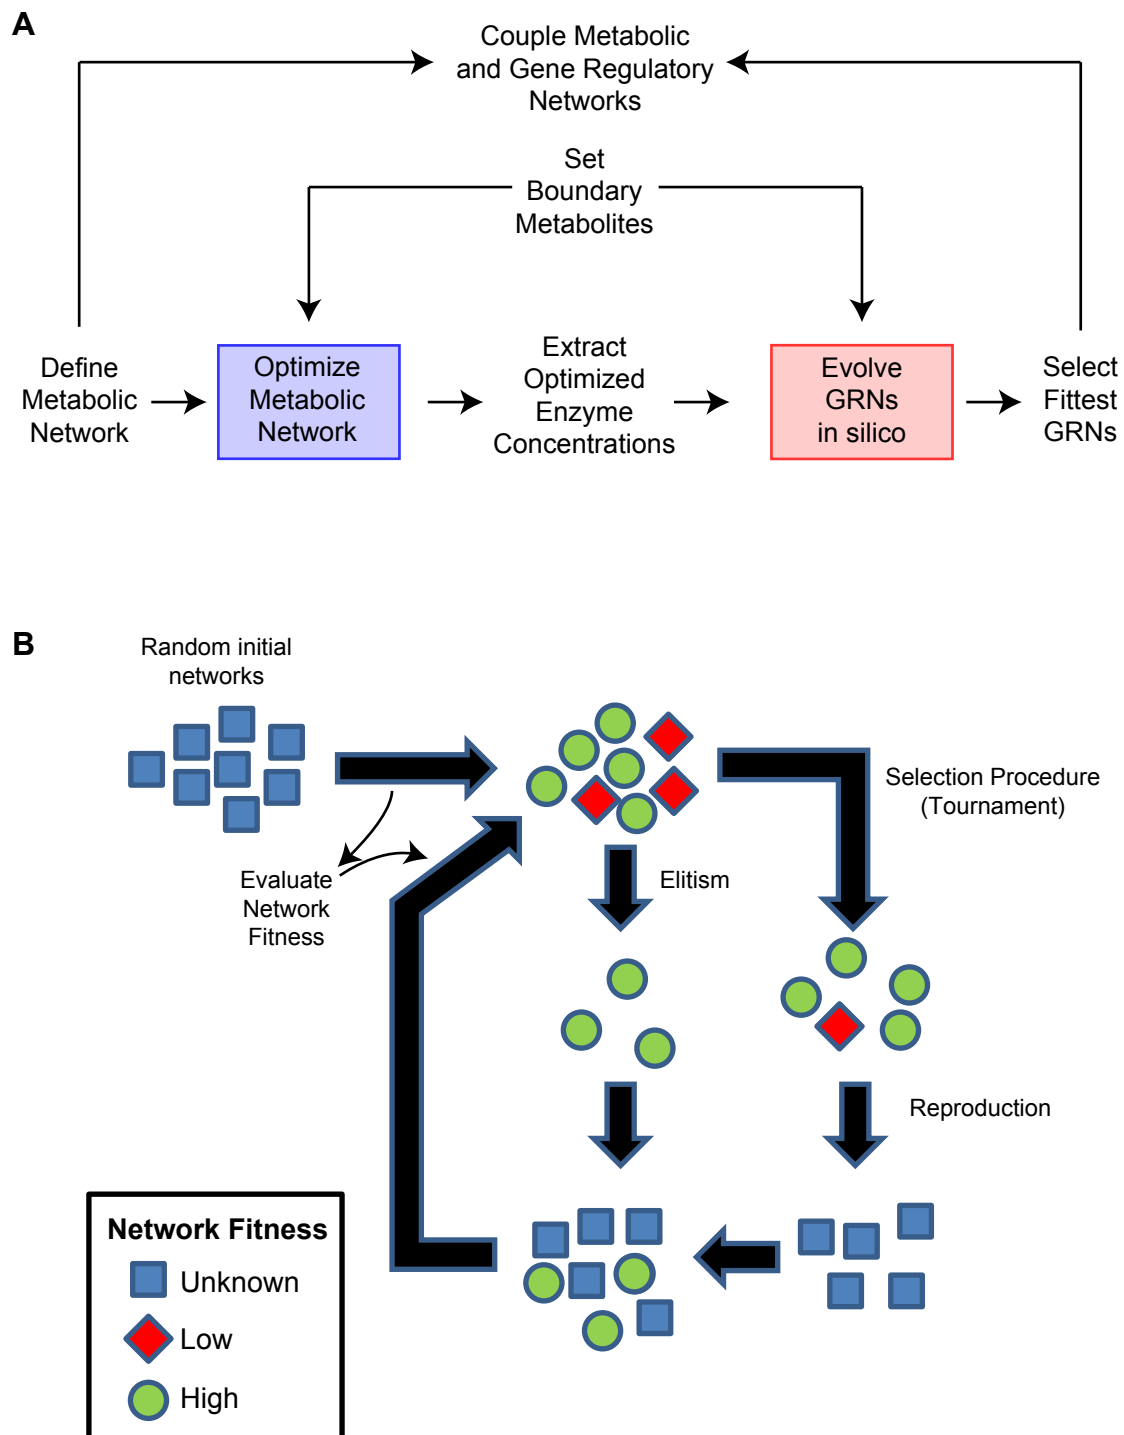 A
Couple Metabolic
and Gene Regulatory
Networks
Set
Boundary
Metabolites
Define
Metabolic
Network
Optimize
Metabolic
Network
Extract
Optimized
Enzyme
Concentrations
Evolve
GRNs
in silico
Select
Fittest
GRNs
B
Random initial
networks
Selection Procedure
(Tournament)
Evaluate
Network
Fitness
Elitism
Reproduction
Network Fitness
Unknown
Low
High